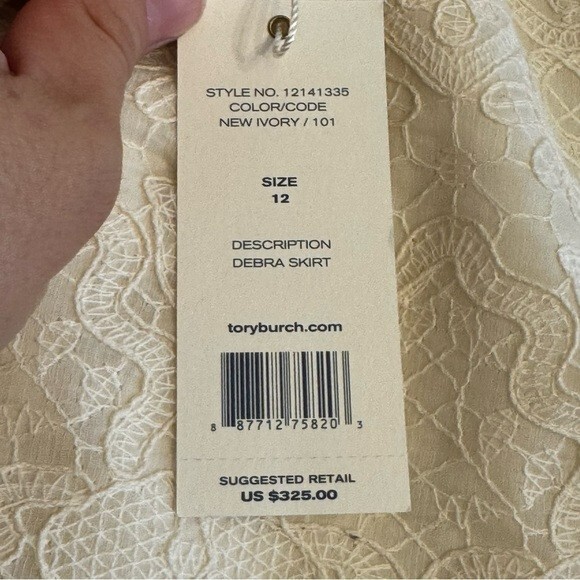 STYLE NO. 12141335
COLOR/CODE
NEW IVORY / 101
SIZE
12
DESCRIPTION
DEBRA SKIRT
toryburch.com
8 87712 75820 3
SUGGESTED RETAIL
US $325.00